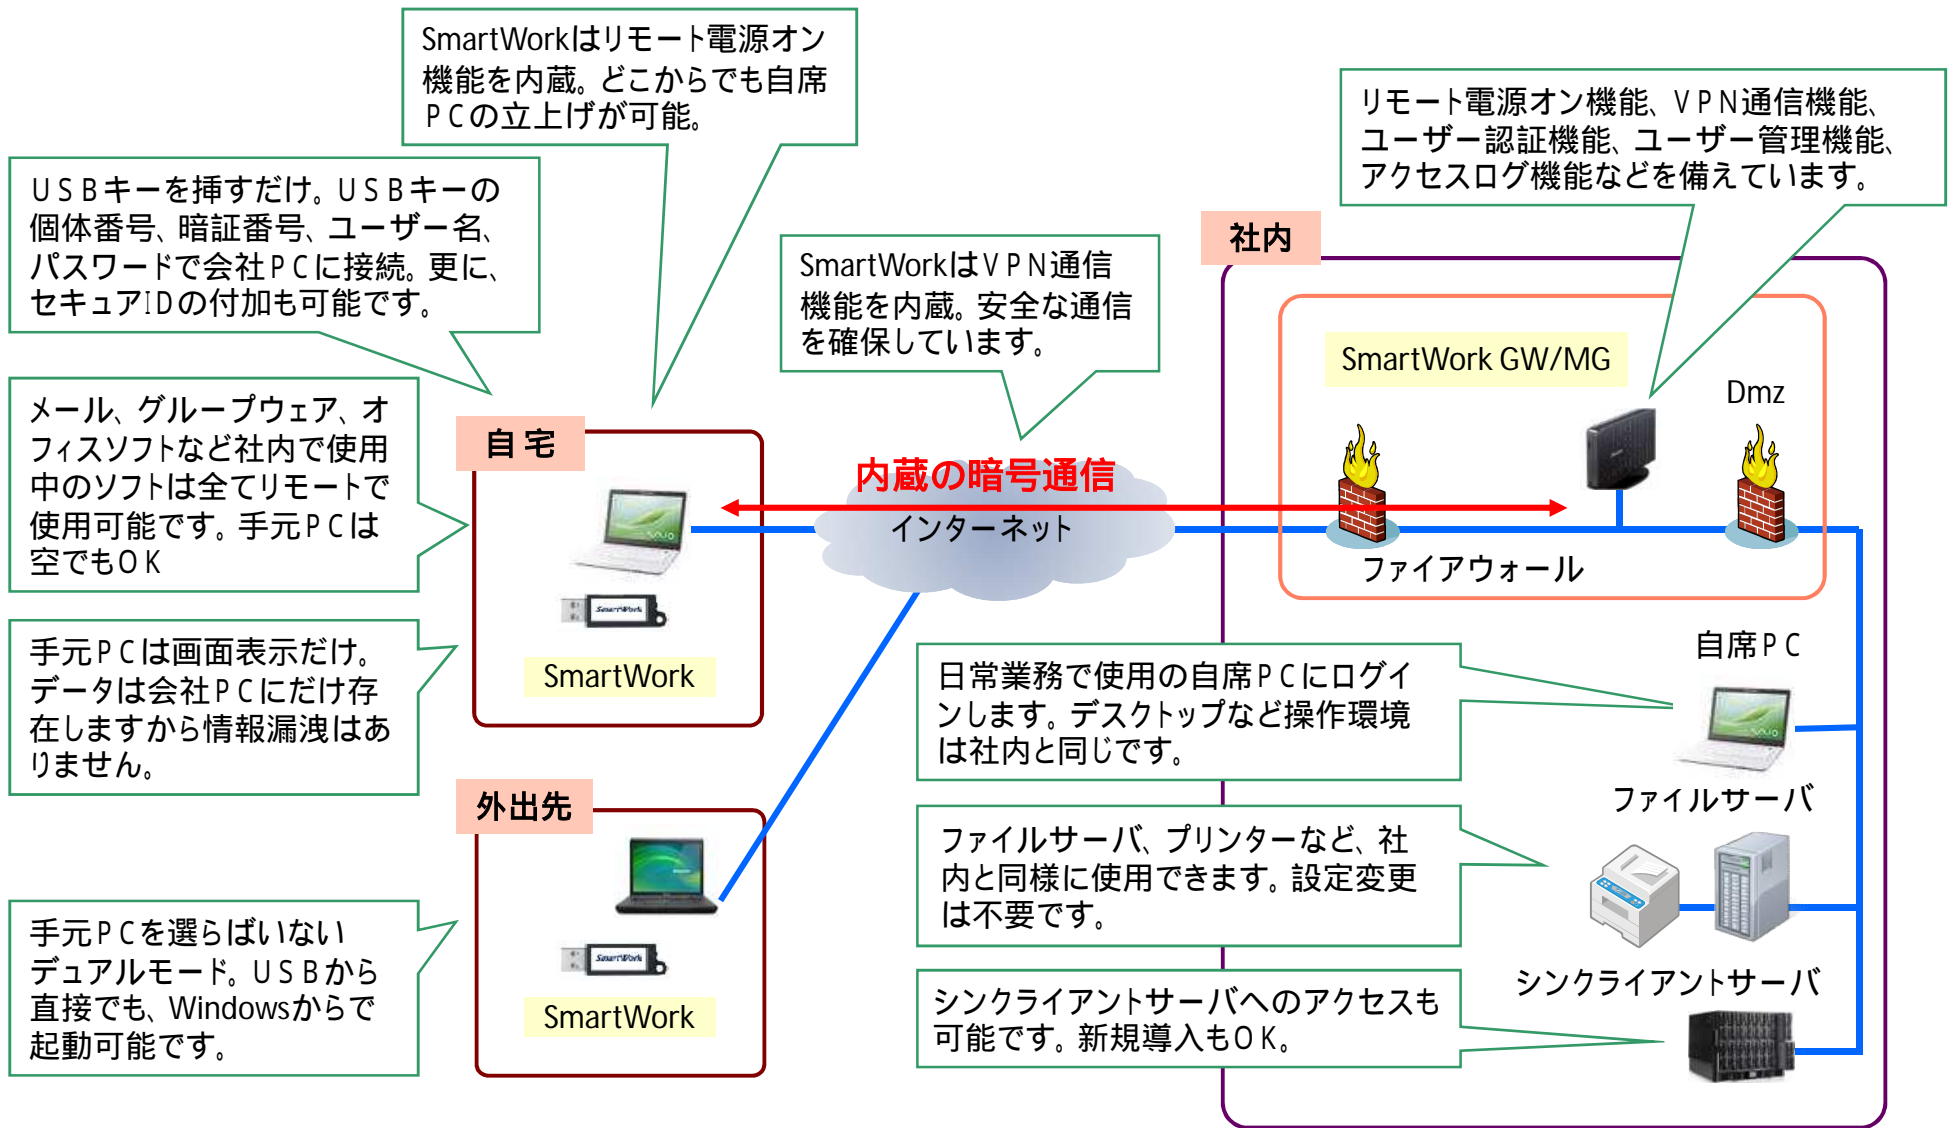 SmartWorkはリモート電源オン
機能を内蔵。どこからでも自席
PCの立上げが可能。
リモート電源オン機能、VPN通信機能、
ユーザー認証機能、ユーザー管理機能、
アクセスログ機能などを備えています。
USBキーを挿すだけ。USBキーの
個体番号、暗証番号、ユーザー名、
パスワードで会社PCに接続。更に、
セキュアIDの付加も可能です。
SmartWorkはVPN通信
機能を内蔵。安全な通信
を確保しています。
社内
SmartWork GW/MG
Dmz
メール、グループウェア、オ
フィスソフトなど社内で使用
中のソフトは全てリモートで
使用可能です。手元PCは
空でもOK
自宅
内蔵の暗号通信
インターネット
ファイアウォール
SmartWork
SmartWork
手元PCは画面表示だけ。
データは会社PCにだけ存
在しますから情報漏洩はあ
りません。
日常業務で使用の自席PCにログイ
ンします。デスクトップなど操作環境
は社内と同じです。
自席PC
外出先
ファイルサーバ
ファイルサーバ、プリンターなど、社
内と同様に使用できます。設定変更
は不要です。
手元PCを選らばいない
デュアルモード。USBから
直接でも、Windowsからで
起動可能です。
SmartWork
SmartWork
シンクライアントサーバ
シンクライアントサーバへのアクセスも
可能です。新規導入もOK。